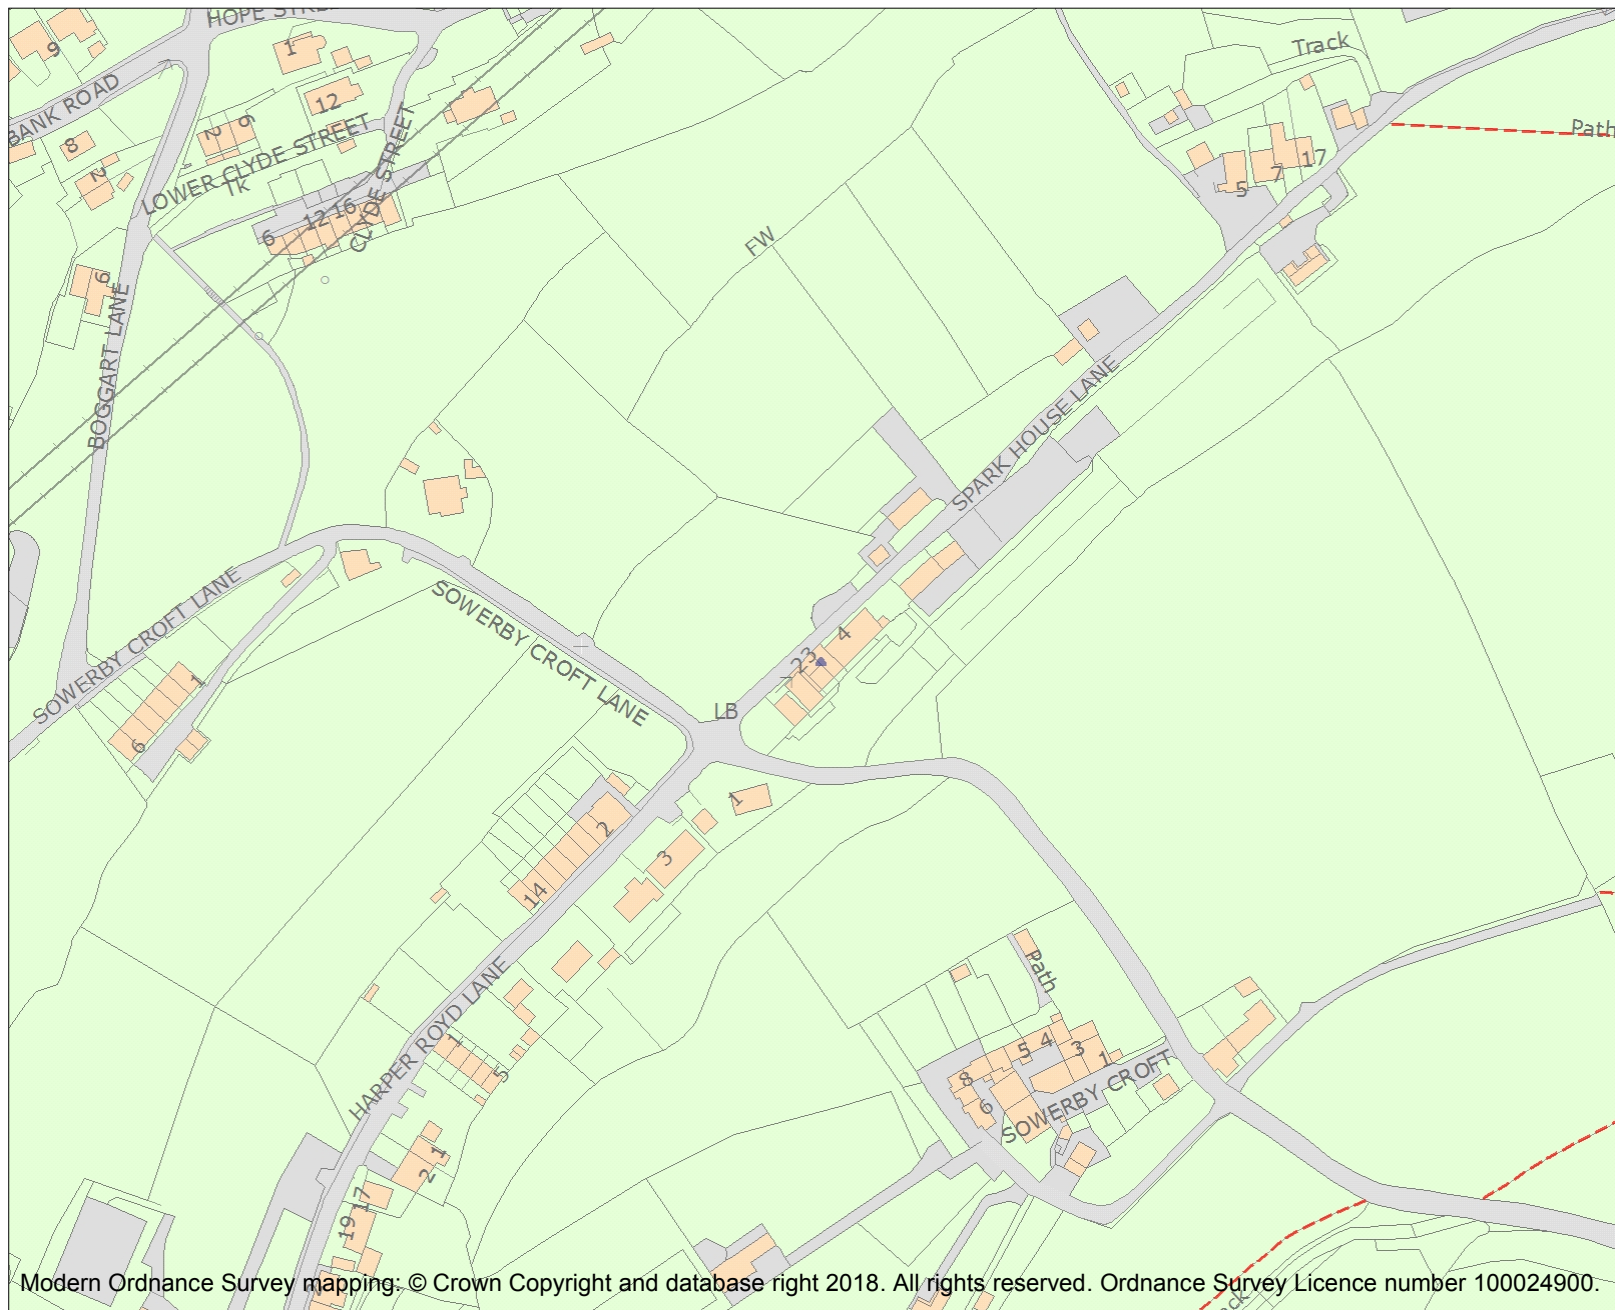 HOPE STRE
9
1
Track
BANK ROAD
12
2 6
8
LOWER CLYDE STREET
CLYDE STREET
Path
17
7
5
2
Tk
12 16
6
FW
6
BOGGART LANE
SPARK HOUSE LANE
SOWERBY CROFT LANE
SOWERBY CROFT LANE
4
23
1
6
LB
1
2
3
14
HARPER ROYD LANE
Path
1
5
5 4
3
1
8
6
SOWERBY CROFT
1
2
17
19
Modern Ordnance Survey mapping: © Crown Copyright and database right 2018. All rights reserved. Ordnance Survey Licence number 100024900.